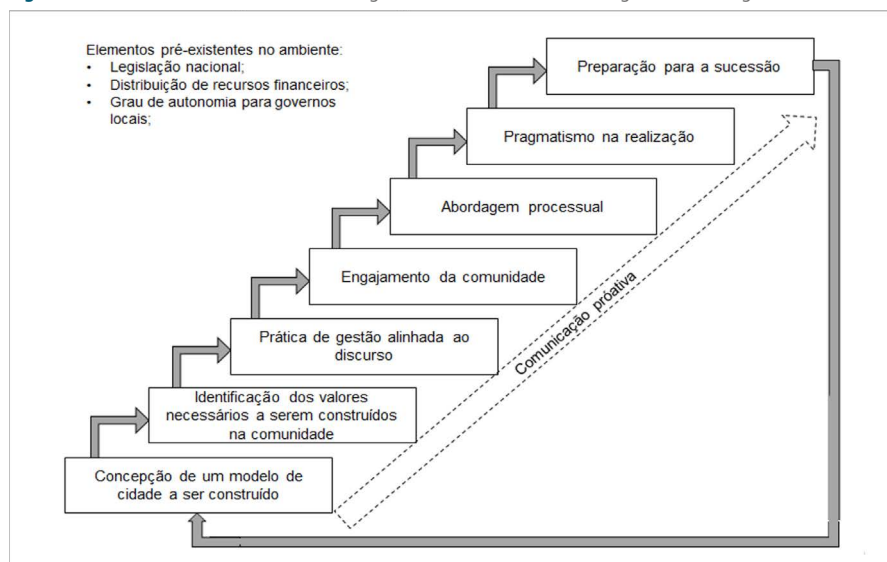 Elementos pré-existentes no ambiente:
• Legislação nacional;
• Distribuição de recursos financeiros;
• Grau de autonomia para governos
locais;
Preparação para a sucessão
Pragmatismo na realização
Abordagem processual
Engajamento da comunidade
Prática de gestão alinhada ao
discurso
Identificação dos valores
necessários a serem construídos
na comunidade
Concepção de um modelo de
cidade a ser construído
Comunicação próativa